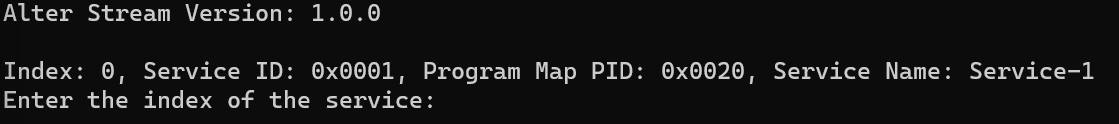 Alter Stream Version: 1.0.0
Index: 0, Service ID: 0x0001, Program Map PID: 0x0020, Service Name: Service-1
Enter the index of the service: